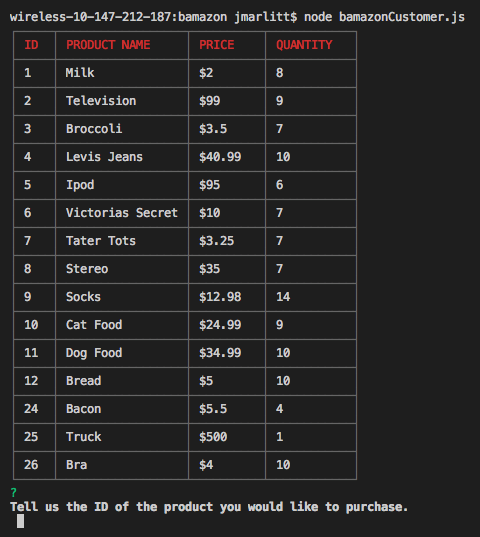 wireless-10-147-212-187:bamazon jmarlitt$ node bamazonCustomer.js
ID PRODUCT NAME PRICE QUANTITY
1 Milk $2 8
2 Television $99 9
3 Broccoli $3.5 7
4 Levis Jeans $40.99 10
5 Ipod $95 6
6 Victorias Secret $10 7
7 Tater Tots $3.25 7
8 Stereo $35 7
9 Socks $12.98 14
10 Cat Food $24.99 9
11 Dog Food $34.99 10
12 Bread $5 10
24 Bacon $5.5 4
25 Truck $500 1
26 Bra $4 10
?
Tell us the ID of the product you would like to purchase.